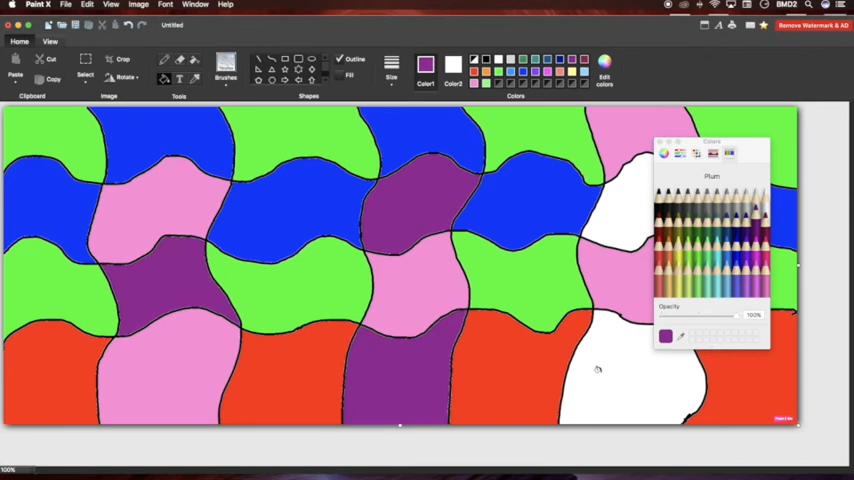 Paint X File Edit View Image Font Window Help BMD2
Untitled Remove Watermark & AD
Home View
Paste Cut Copy Select Crop Rotate Brushes Outline Fill Size Color1 Color2 Edit colors
Clipboard Image Tools Shapes Colors
Colors
Plum
Opacity
100%
100%